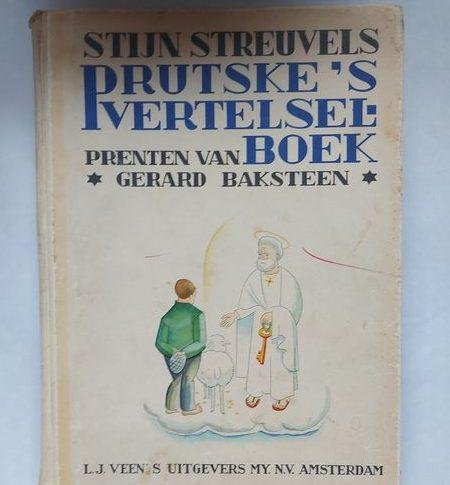 STIJN STREUVELS
PRUTSKE'S
VERTELSEL-
PRENTEN VAN BOEK
* GERARD BAKSTEEN *
L.J. VEEN'S UITGEVERS MY. N.V. AMSTERDAM